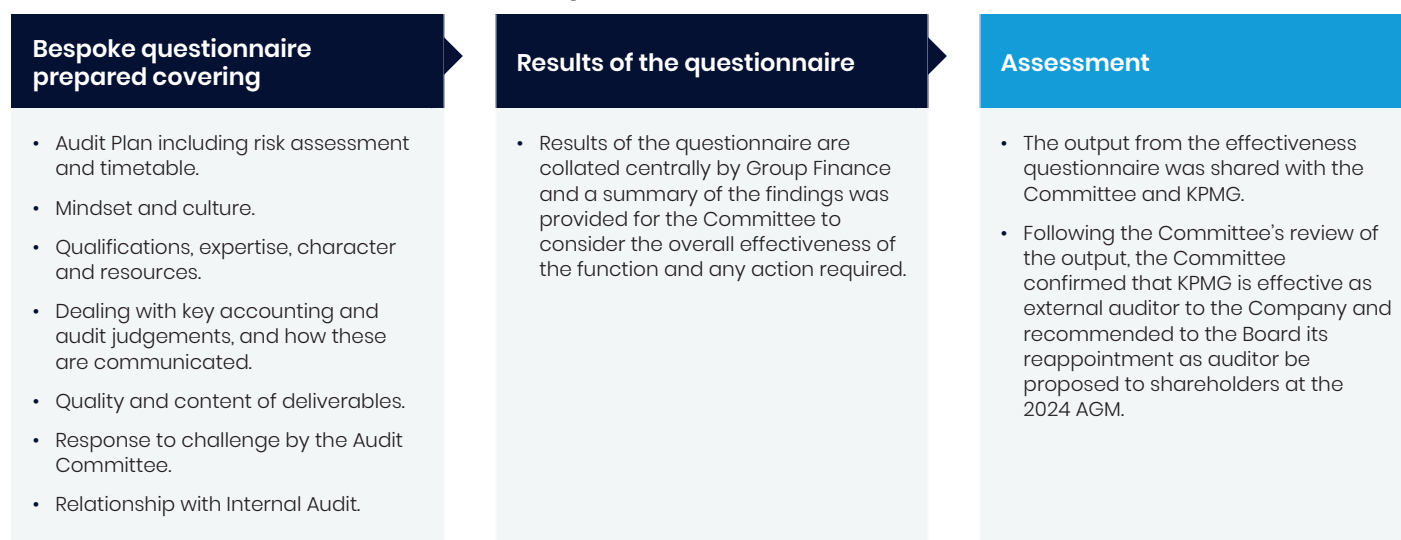 Bespoke questionnaire
prepared covering
• Audit Plan including risk assessment
and timetable.
• Mindset and culture.
• Qualifications, expertise, character
and resources.
• Dealing with key accounting and
audit judgements, and how these
are communicated.
• Quality and content of deliverables.
• Response to challenge by the Audit
Committee.
• Relationship with Internal Audit.
Results of the questionnaire
• Results of the questionnaire are
collated centrally by Group Finance
and a summary of the findings was
provided for the Committee to
consider the overall effectiveness of
the function and any action required.
Assessment
• The output from the effectiveness
questionnaire was shared with the
Committee and KPMG.
• Following the Committee’s review of
the output, the Committee
confirmed that KPMG is effective as
external auditor to the Company and
recommended to the Board its
reappointment as auditor be
proposed to shareholders at the
2024 AGM.